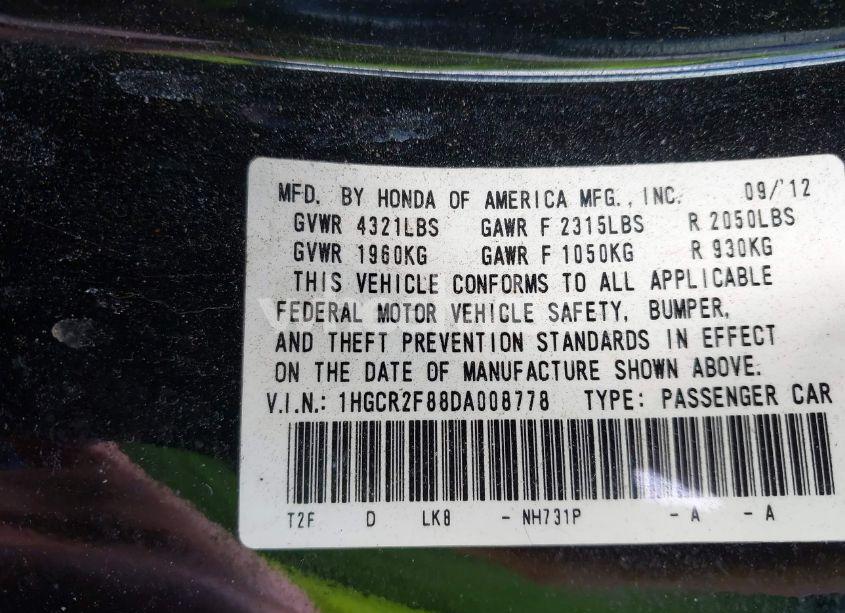 MFD. BY HONDA OF AMERICA MFG., INC. 09/'12
GVWR 4321LBS GAWR F 2315LBS R 2050LBS
GVWR 1960KG GAWR F 1050KG R 930KG
THIS VEHICLE CONFORMS TO ALL APPLICABLE
FEDERAL MOTOR VEHICLE SAFETY, BUMPER,
AND THEFT PREVENTION STANDARDS IN EFFECT
ON THE DATE OF MANUFACTURE SHOWN ABOVE.
V.I.N.: 1HGCR2F88DA008778 TYPE: PASSENGER CAR
T2F D LK8 - NH731P - A - A